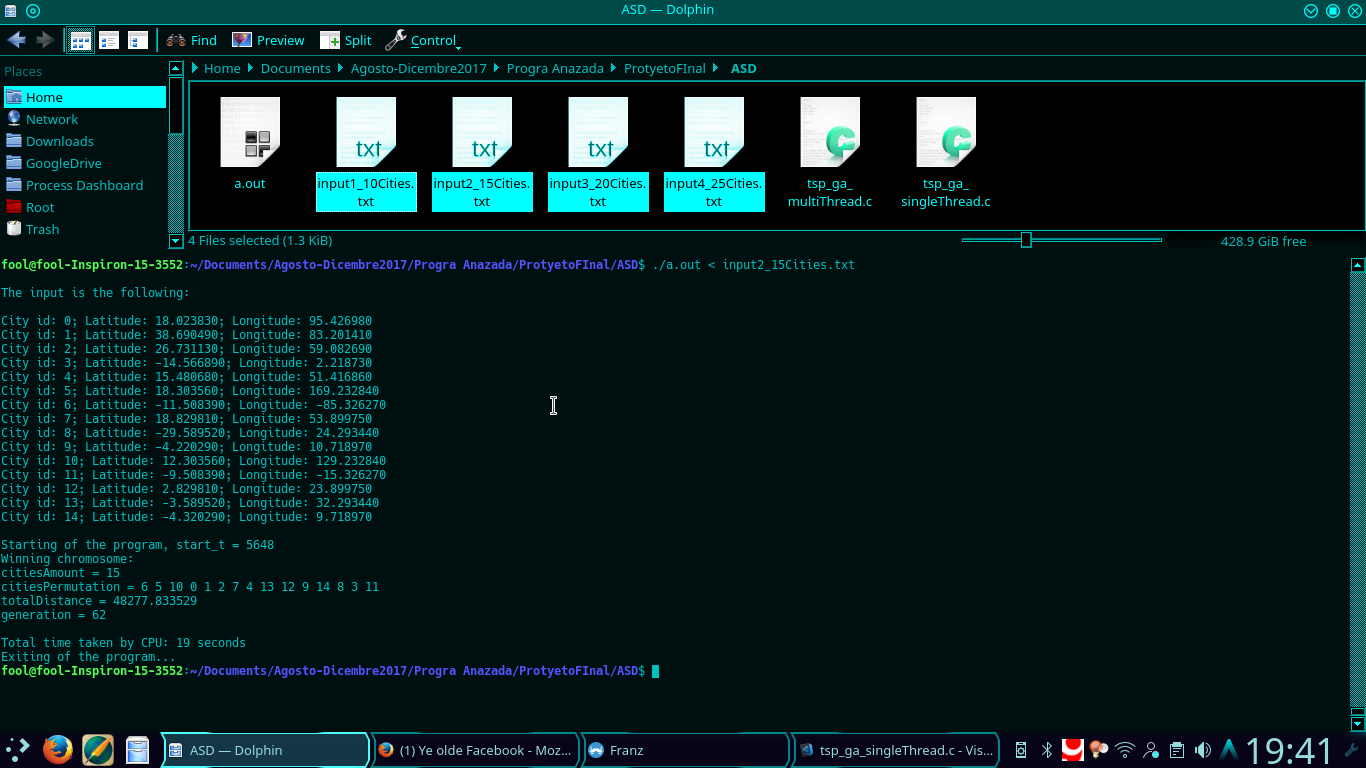 ASD — Dolphin
Find Preview Split Control
Places
Home
Network
Downloads
GoogleDrive
Process Dashboard
Root
Trash
Home Documents Agosto-Dicembre2017 Progra Anazada ProtyetoFInal ASD
a.out
input1_10Cities.
txt
input2_15Cities.
txt
input3_20Cities.
txt
input4_25Cities.
txt
tsp_ga_
multiThread.c
tsp_ga_
singleThread.c
4 Files selected (1.3 KiB) 428.9 GiB free
fool@fool-Inspiron-15-3552:~/Documents/Agosto-Dicembre2017/Progra Anazada/ProtyetoFInal/ASD$ ./a.out < input2_15Cities.txt
The input is the following:
City id: 0; Latitude: 18.023830; Longitude: 95.426980
City id: 1; Latitude: 38.690490; Longitude: 83.201410
City id: 2; Latitude: 26.731130; Longitude: 59.082690
City id: 3; Latitude: -14.566890; Longitude: 2.218730
City id: 4; Latitude: 15.480680; Longitude: 51.416860
City id: 5; Latitude: 18.303560; Longitude: 169.232840
City id: 6; Latitude: -11.508390; Longitude: -85.326270
City id: 7; Latitude: 18.829810; Longitude: 53.899750
City id: 8; Latitude: -29.589520; Longitude: 24.293440
City id: 9; Latitude: -4.220290; Longitude: 10.718970
City id: 10; Latitude: 12.303560; Longitude: 129.232840
City id: 11; Latitude: -9.508390; Longitude: -15.326270
City id: 12; Latitude: 2.829810; Longitude: 23.899750
City id: 13; Latitude: -3.589520; Longitude: 32.293440
City id: 14; Latitude: -4.320290; Longitude: 9.718970
Starting of the program, start_t = 5648
Winning chromosome:
citiesAmount = 15
citiesPermutation = 6 5 10 0 1 2 7 4 13 12 9 14 8 3 11
totalDistance = 48277.833529
generation = 62
Total time taken by CPU: 19 seconds
Exiting of the program...
fool@fool-Inspiron-15-3552:~/Documents/Agosto-Dicembre2017/Progra Anazada/ProtyetoFInal/ASD$
ASD — Dolphin (1) Ye olde Facebook - Moz... Franz tsp_ga_singleThread.c - Vis... 19:41